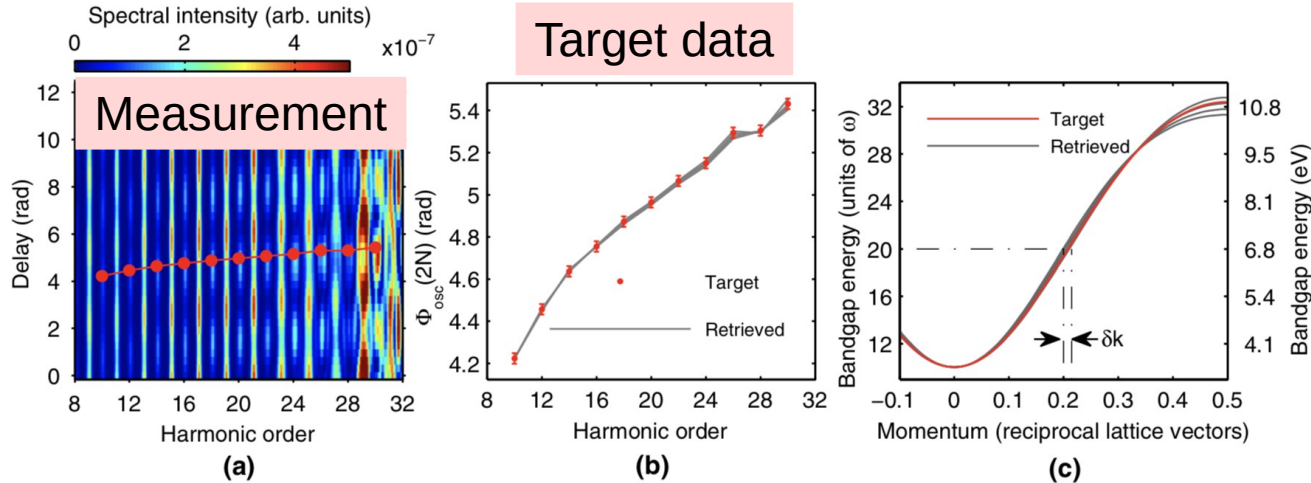 Spectral intensity (arb. units)
0 2 4 x10⁻⁷
Measurement
Delay (rad)
12
10
8
6
4
2
0
8 12 16 20 24 28 32
Harmonic order
(a)
Target data
Φosc(2N) (rad)
5.4
5.2
5
4.8
4.6
4.4
4.2
Target
Retrieved
8 12 16 20 24 28 32
Harmonic order
(b)
Bandgap energy (units of ω)
32
28
24
20
16
12
Target
Retrieved
δk
10.8
9.5
8.1
6.8
5.4
4.1
Bandgap energy (eV)
−0.1 0 0.1 0.2 0.3 0.4 0.5
Momentum (reciprocal lattice vectors)
(c)